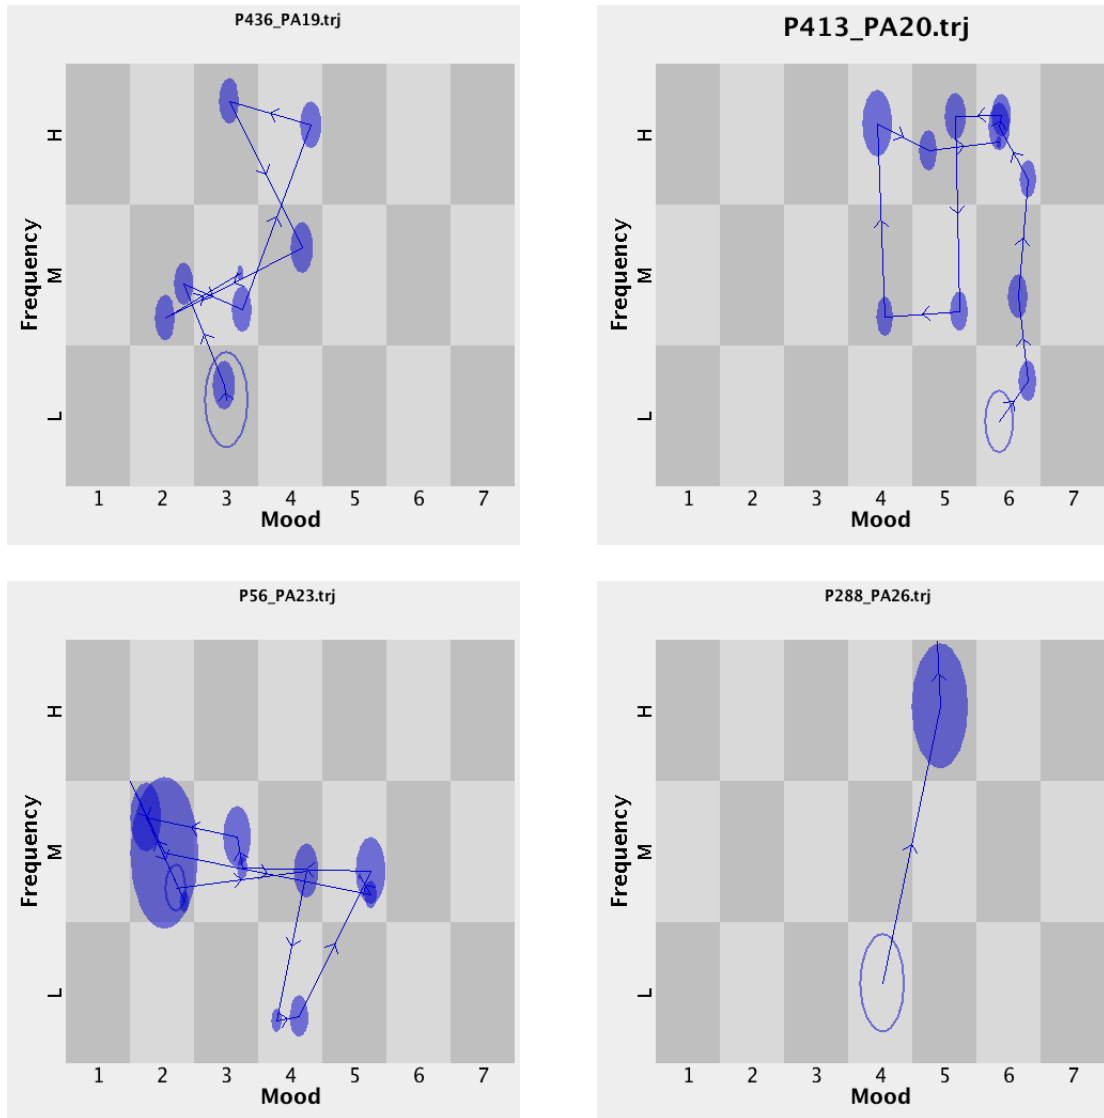 P436_PA19.trj
H
M
L
Frequency
1 2 3 4 5 6 7
Mood
P413_PA20.trj
H
M
L
Frequency
1 2 3 4 5 6 7
Mood
P56_PA23.trj
H
M
L
Frequency
1 2 3 4 5 6 7
Mood
P288_PA26.trj
H
M
L
Frequency
1 2 3 4 5 6 7
Mood